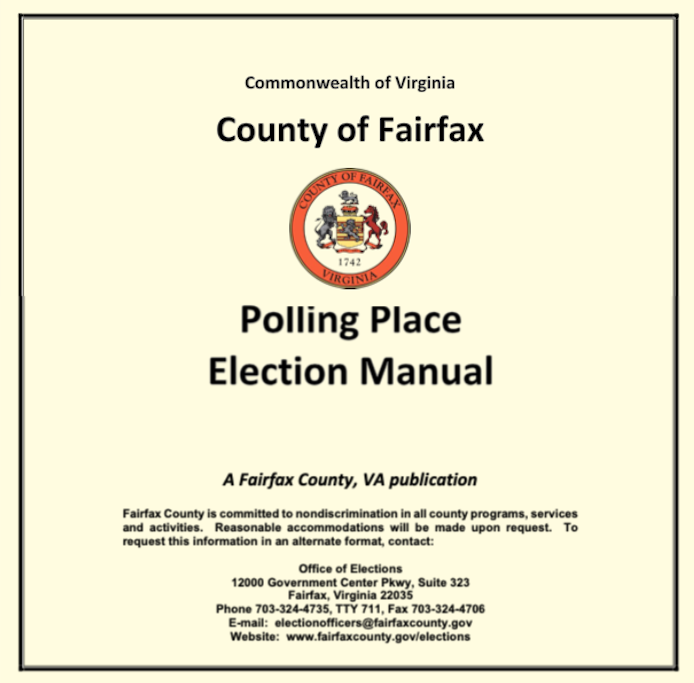 Commonwealth of Virginia
County of Fairfax
COUNTY OF FAIRFAX
1742
VIRGINIA
Polling Place
Election Manual
A Fairfax County, VA publication
Fairfax County is committed to nondiscrimination in all county programs, services
and activities. Reasonable accommodations will be made upon request. To
request this information in an alternate format, contact:
Office of Elections
12000 Government Center Pkwy, Suite 323
Fairfax, Virginia 22035
Phone 703-324-4735, TTY 711, Fax 703-324-4706
E-mail: electionofficers@fairfaxcounty.gov
Website: www.fairfaxcounty.gov/elections